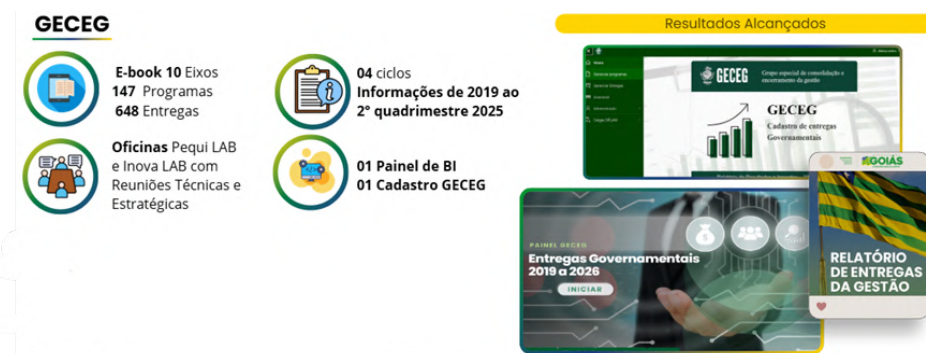 GECEG
Resultados Alcançados
E-book 10 Eixos
147 Programas
648 Entregas
04 ciclos
Informações de 2019 ao
2° quadrimestre 2025
Oficinas Pequi LAB
e Inova LAB com
Reuniões Técnicas e
Estratégicas
01 Painel de BI
01 Cadastro GECEG
GECEG
Grupo especial de consolidação e
encerramento da gestão
GECEG
Cadastro de entregas
Governamentais
PAINEL GECEG
Entregas Governamentais
2019 a 2026
INICIAR
GOIÁS
RELATÓRIO
DE ENTREGAS
DA GESTÃO